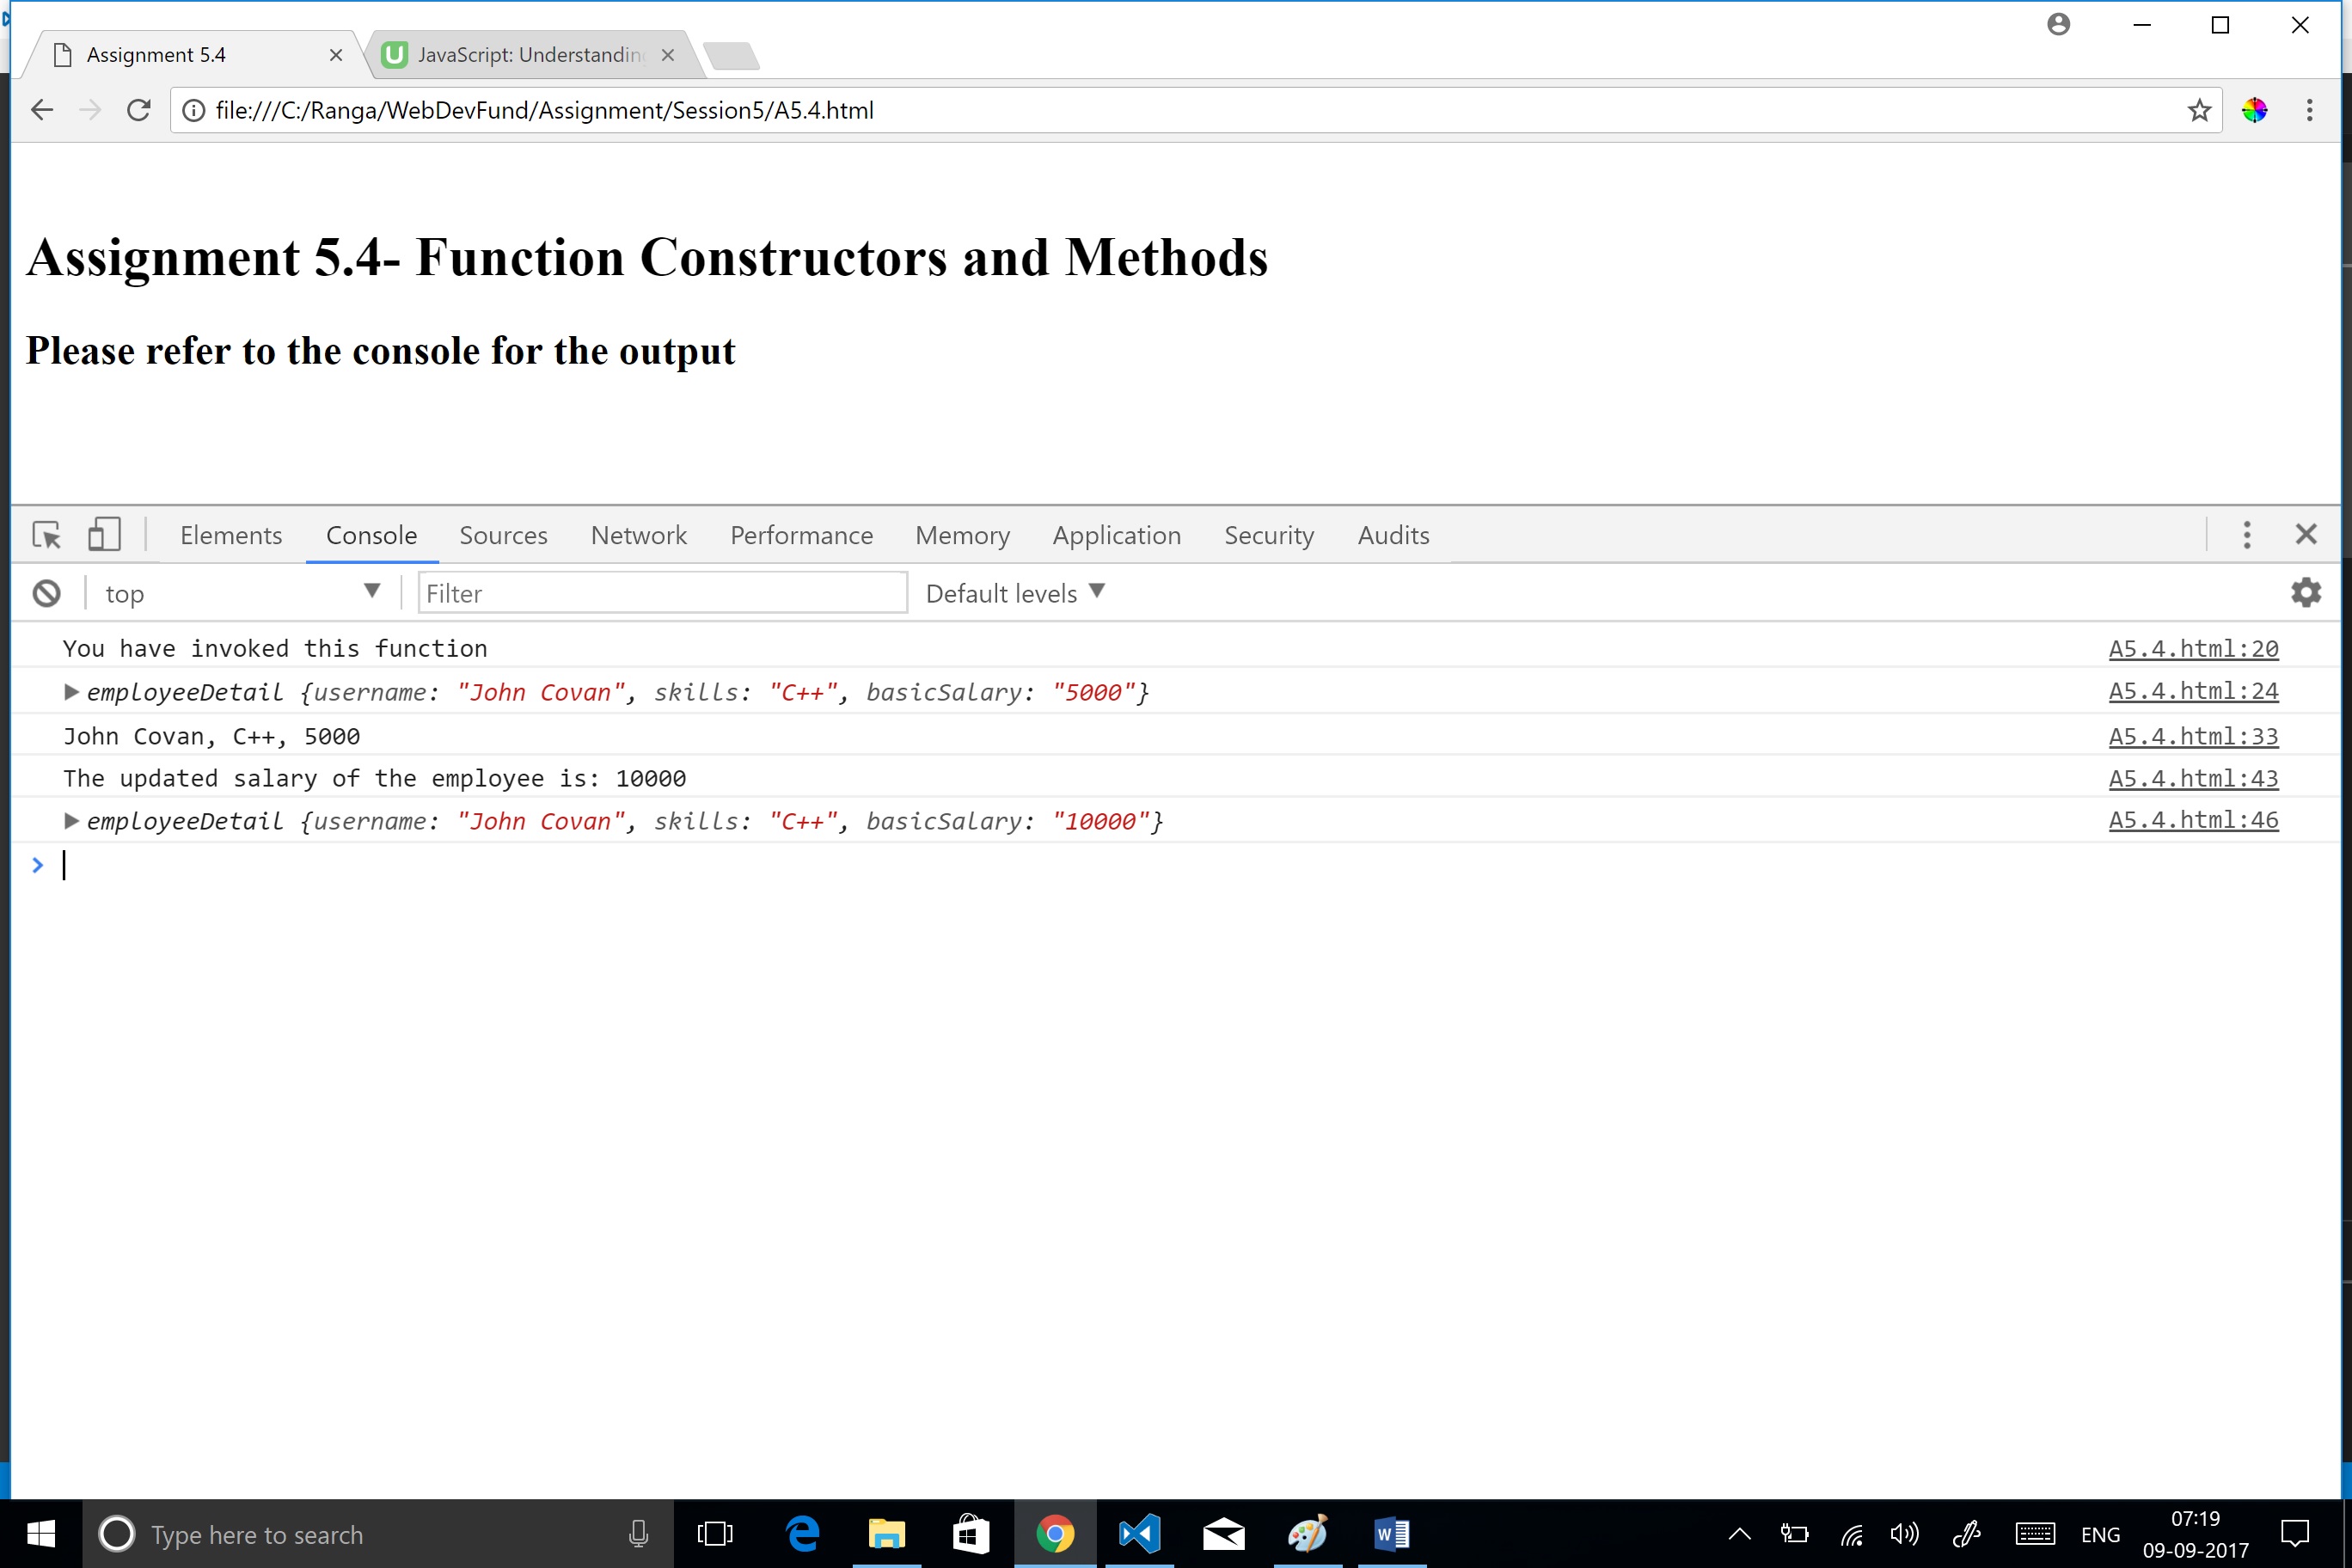 Assignment 5.4
JavaScript: Understanding
file:///C:/Ranga/WebDevFund/Assignment/Session5/A5.4.html
Assignment 5.4- Function Constructors and Methods
Please refer to the console for the output
Elements Console Sources Network Performance Memory Application Security Audits
top Filter Default levels
You have invoked this function A5.4.html:20
employeeDetail {username: "John Covan", skills: "C++", basicSalary: "5000"} A5.4.html:24
John Covan, C++, 5000 A5.4.html:33
The updated salary of the employee is: 10000 A5.4.html:43
employeeDetail {username: "John Covan", skills: "C++", basicSalary: "10000"} A5.4.html:46
Type here to search
ENG
07:19
09-09-2017